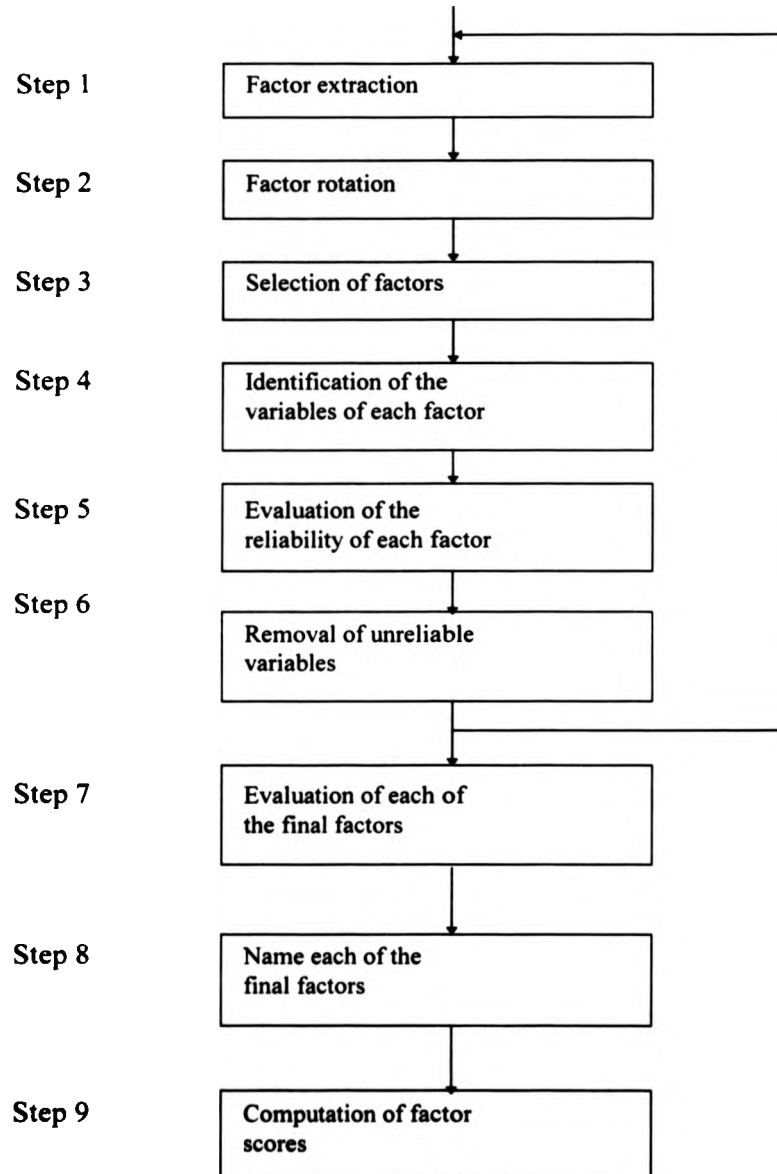 Step 1
Factor extraction
Step 2
Factor rotation
Step 3
Selection of factors
Step 4
Identification of the
variables of each factor
Step 5
Evaluation of the
reliability of each factor
Step 6
Removal of unreliable
variables
Step 7
Evaluation of each of
the final factors
Step 8
Name each of the
final factors
Step 9
Computation of factor
scores